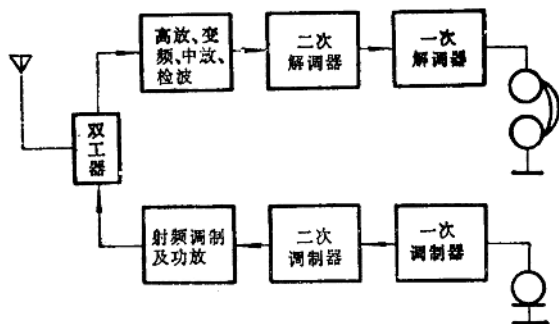 高放、变
频、中放、
检波
二次
解调器
一次
解调器
双
工
器
射频调制
及功放
二次
调制器
一次
调制器